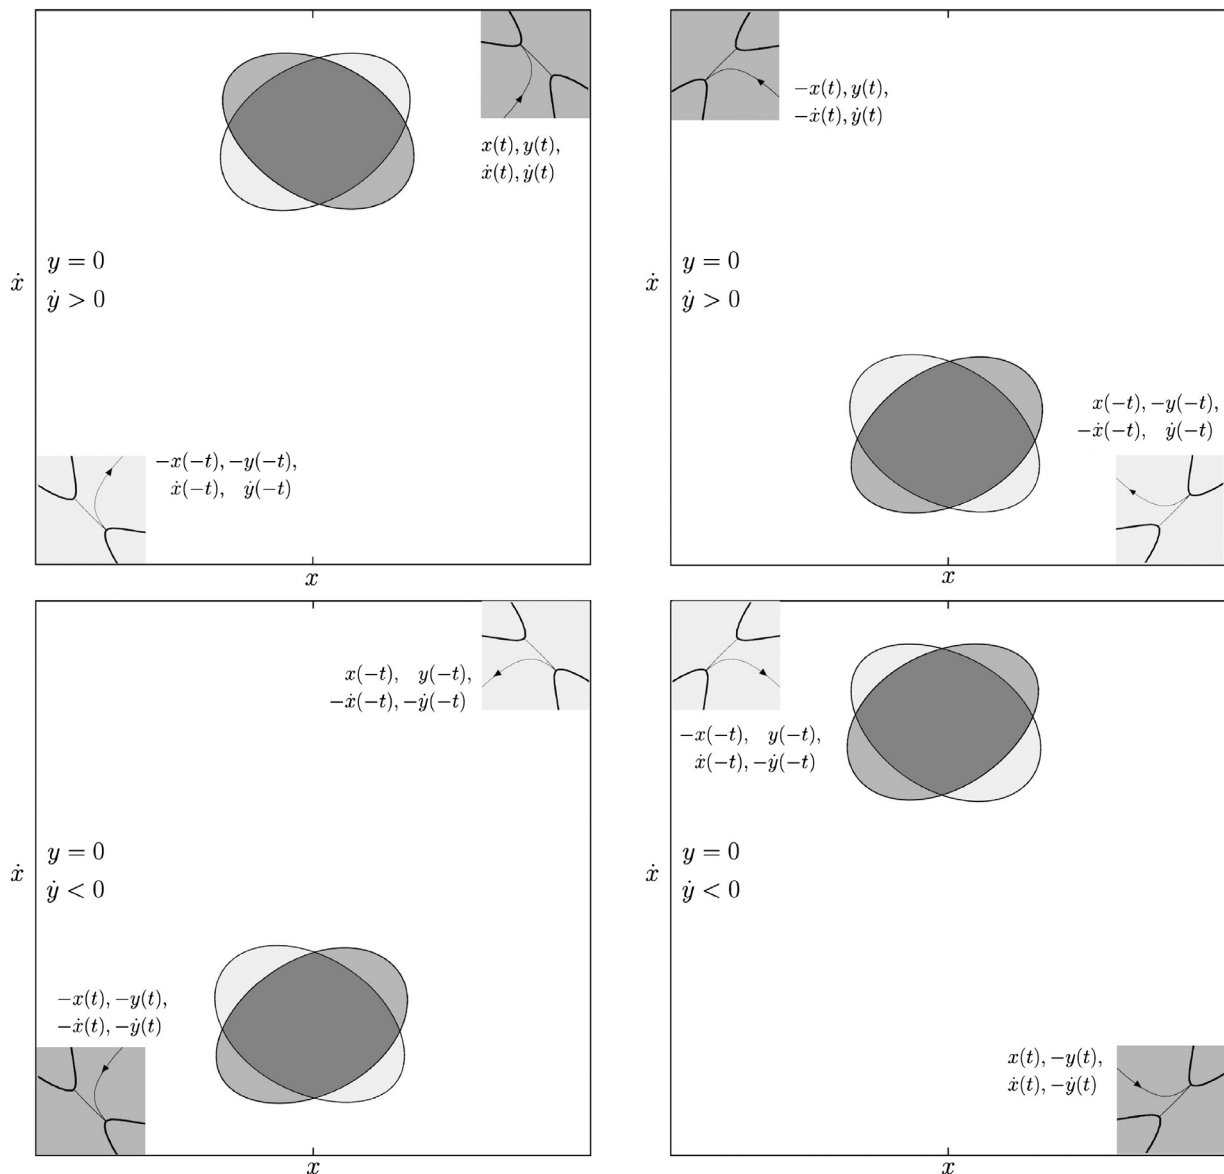 x(t), y(t),
ẋ(t), ẏ(t)
y = 0
ẏ > 0
ẋ
−x(−t), −y(−t),
ẋ(−t), ẏ(−t)
x
−x(t), y(t),
−ẋ(t), ẏ(t)
y = 0
ẏ > 0
ẋ
x(−t), −y(−t),
−ẋ(−t), ẏ(−t)
x
x(−t), y(−t),
−ẋ(−t), −ẏ(−t)
y = 0
ẏ < 0
ẋ
−x(t), −y(t),
−ẋ(t), −ẏ(t)
x
−x(−t), y(−t),
ẋ(−t), −ẏ(−t)
y = 0
ẏ < 0
ẋ
x(t), −y(t),
ẋ(t), −ẏ(t)
x